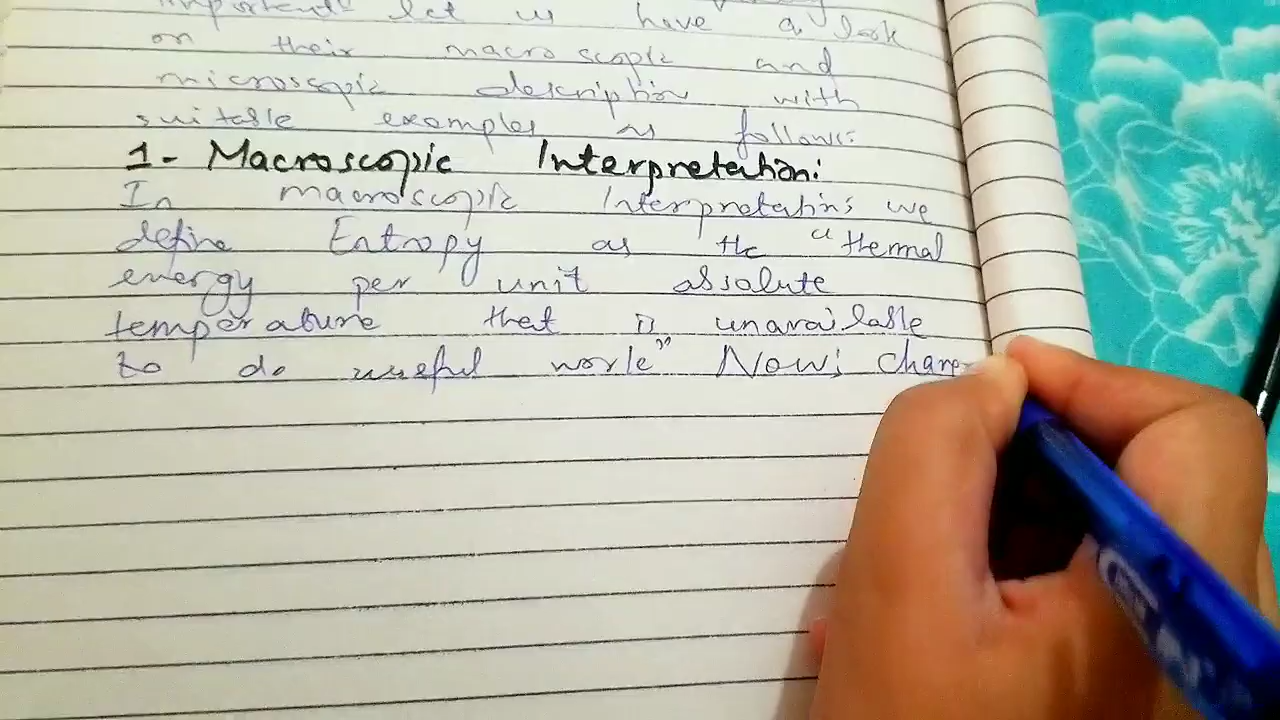 important let us have a look
on their macroscopic and
microscopic description with
suitable examples as follows:
1- Macroscopic Interpretation:
In macroscopic Interpretation; we
define Entropy as the "thermal
energy per unit absolute
temperature that is unavailable
to do useful work" Now; change